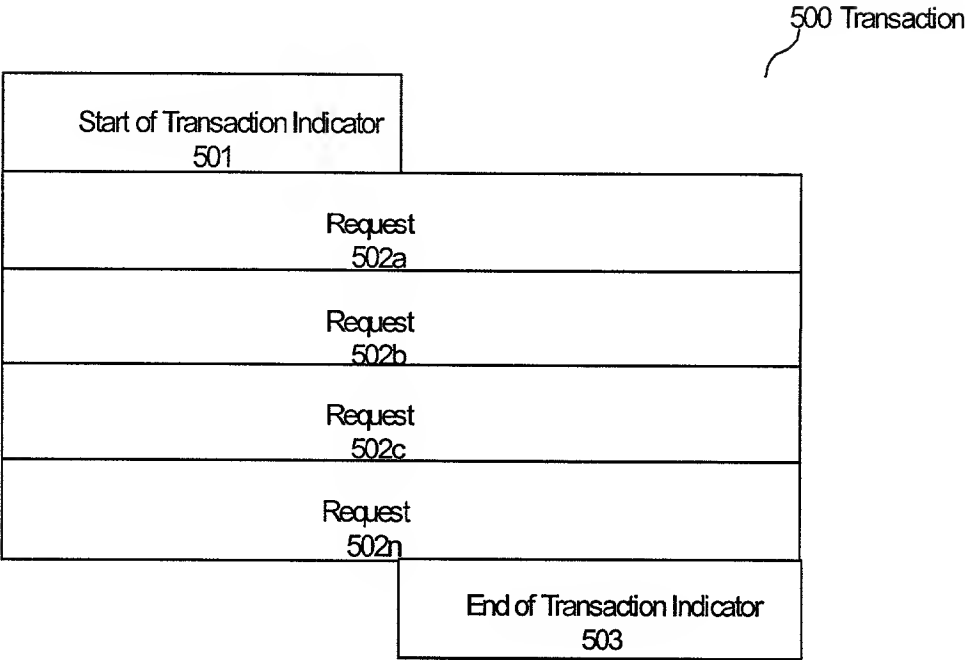 500 Transaction
Start of Transaction Indicator
501
Request
502a
Request
502b
Request
502c
Request
502n
End of Transaction Indicator
503